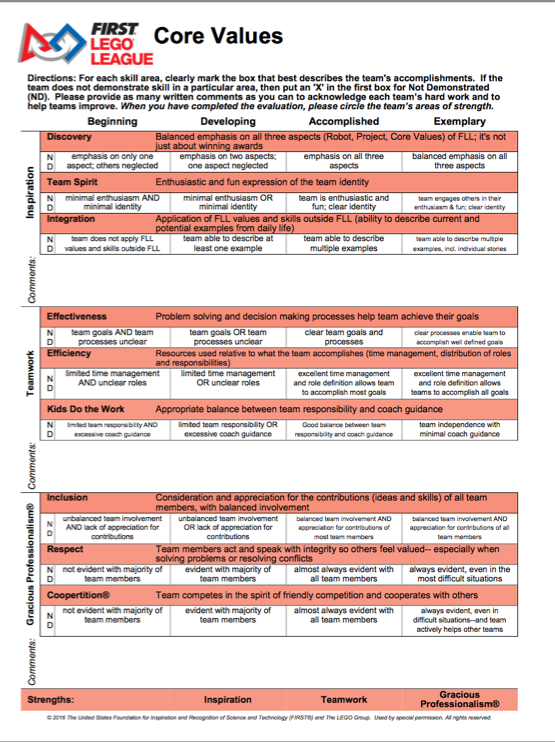 FIRST
LEGO
LEAGUE
Core Values
Directions: For each skill area, clearly mark the box that best describes the team's accomplishments. If the
team does not demonstrate skill in a particular area, then put an 'X' in the first box for Not Demonstrated
(ND). Please provide as many written comments as you can to acknowledge each team's hard work and to
help teams improve. When you have completed the evaluation, please circle the team's areas of strength.
Beginning Developing Accomplished Exemplary
Inspiration
Discovery Balanced emphasis on all three aspects (Robot, Project, Core Values) of FLL; it's not
just about winning awards
N emphasis on only one emphasis on two aspects; emphasis on all three balanced emphasis on all
D aspect; others neglected one aspect neglected aspects three aspects
Team Spirit Enthusiastic and fun expression of the team identity
N minimal enthusiasm AND minimal enthusiasm OR team is enthusiastic and team engages others in their
D minimal identity minimal identity fun; clear identity enthusiasm & fun; clear identity
Integration Application of FLL values and skills outside FLL (ability to describe current and
potential examples from daily life)
N team does not apply FLL team able to describe at team able to describe team able to describe multiple
D values and skills outside FLL least one example multiple examples examples, incl. individual stories
Comments:
Teamwork
Effectiveness Problem solving and decision making processes help team achieve their goals
N team goals AND team team goals OR team clear team goals and clear processes enable team to
D processes unclear processes unclear processes accomplish well defined goals
Efficiency Resources used relative to what the team accomplishes (time management, distribution of roles
and responsibilities)
N limited time management limited time management excellent time management exemplary time management
D AND unclear roles OR unclear roles and role definition allows team and role definition allows
to accomplish most goals teams to accomplish all goals
Kids Do the Work Appropriate balance between team responsibility and coach guidance
N limited team responsibility AND limited team responsibility OR Good balance between team team independence with
D excessive coach guidance excessive coach guidance responsibility and coach guidance minimal coach guidance
Comments:
Gracious Professionalism®
Inclusion Consideration and appreciation for the contributions (ideas and skills) of all team
members, with balanced involvement
N unbalanced team involvement unbalanced team involvement balanced team involvement AND balanced team involvement AND
D AND lack of appreciation for OR lack of appreciation for appreciation for contributions of appreciation for contributions of all
contributions contributions most team members team members
Respect Team members act and speak with integrity so others feel valued-- especially when
solving problems or resolving conflicts
N not evident with majority of evident with majority of almost always evident with always evident, even in the
D team members team members all team members most difficult situations
Coopertition® Team competes in the spirit of friendly competition and cooperates with others
N not evident with majority of evident with majority of almost always evident with always evident, even in
D team members team members all team members difficult situations--and team
actively helps other teams
Comments:
Strengths: Inspiration Teamwork Gracious
Professionalism®
© 2016 The United States Foundation for Inspiration and Recognition of Science and Technology (FIRST®) and The LEGO Group. Used by special permission. All rights reserved.